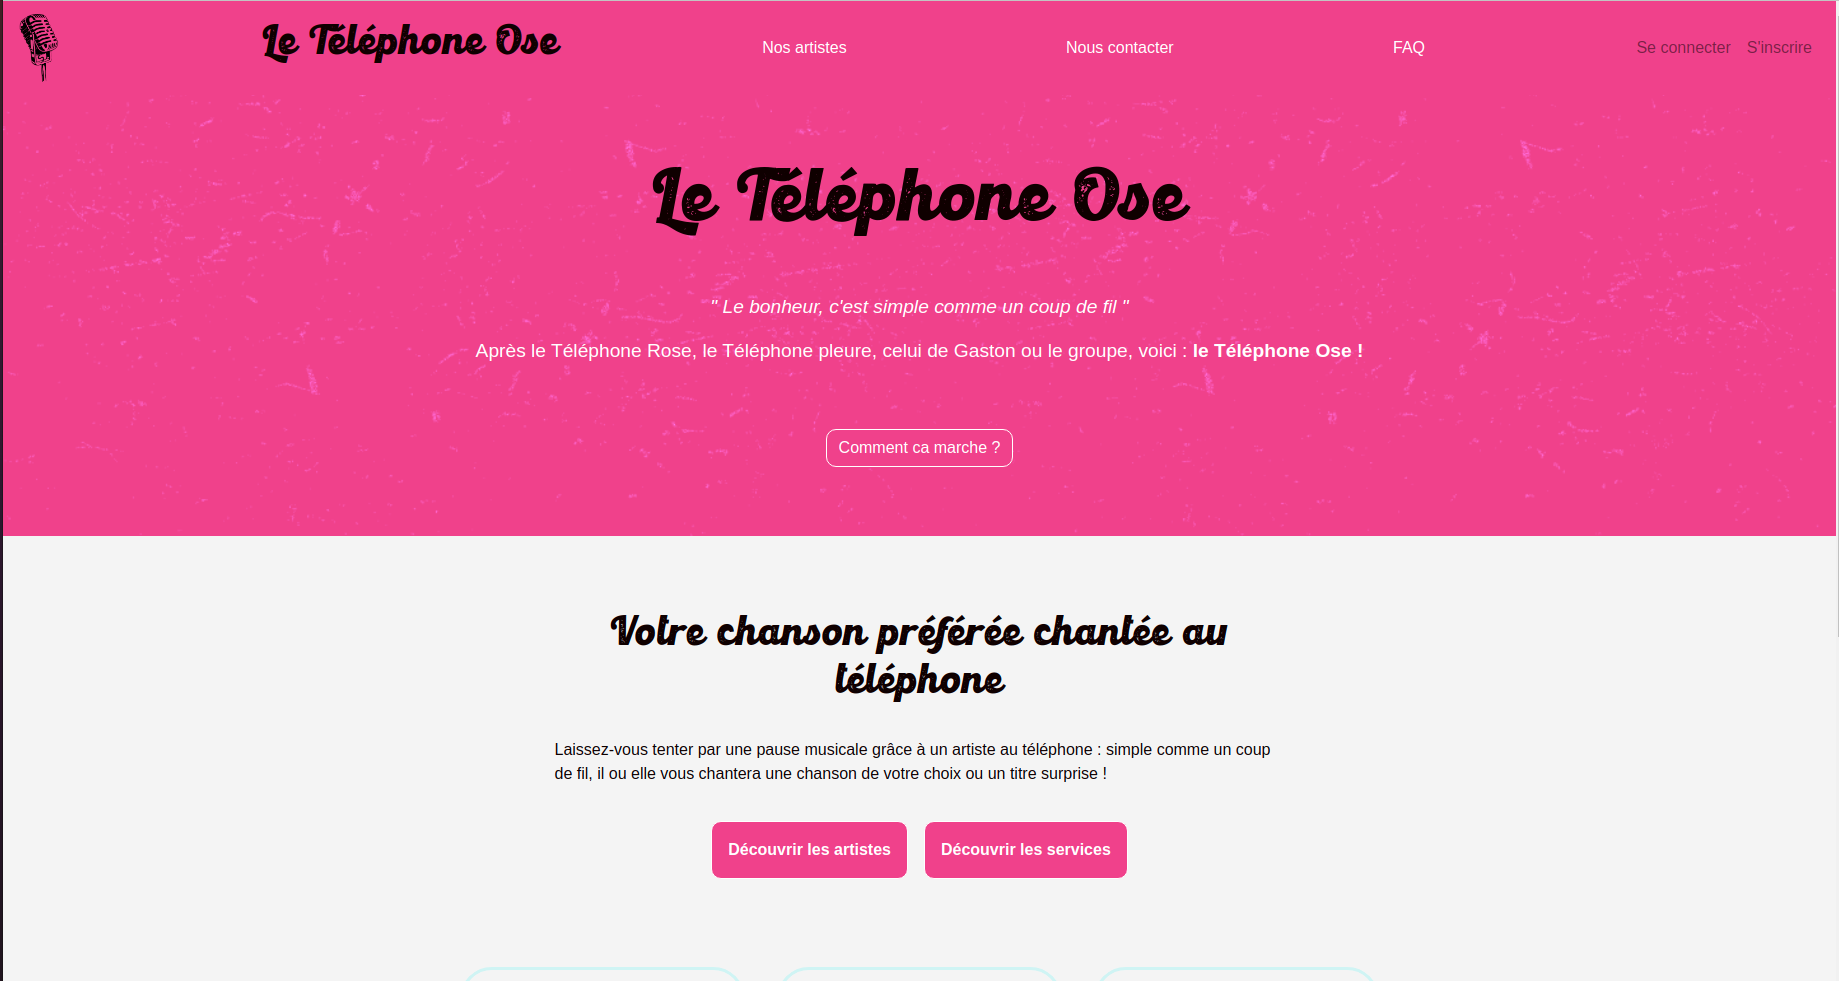 Le Téléphone Ose
Nos artistes
Nous contacter
FAQ
Se connecter
S'inscrire
Le Téléphone Ose
" Le bonheur, c'est simple comme un coup de fil "
Après le Téléphone Rose, le Téléphone pleure, celui de Gaston ou le groupe, voici : le Téléphone Ose !
Comment ca marche ?
Votre chanson préférée chantée au
téléphone
Laissez-vous tenter par une pause musicale grâce à un artiste au téléphone : simple comme un coup
de fil, il ou elle vous chantera une chanson de votre choix ou un titre surprise !
Découvrir les artistes
Découvrir les services